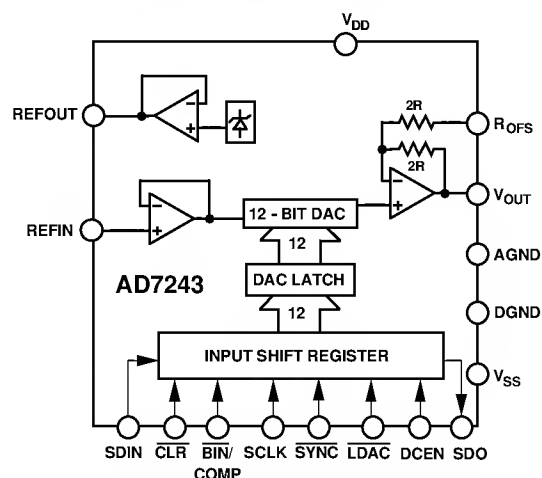 VDD
REFOUT
2R
ROFS
2R
12 - BIT DAC
VOUT
REFIN
12
AGND
AD7243
DAC LATCH
12
DGND
INPUT SHIFT REGISTER
VSS
SDIN
CLR
BIN/
COMP
SCLK
SYNC
LDAC
DCEN
SDO